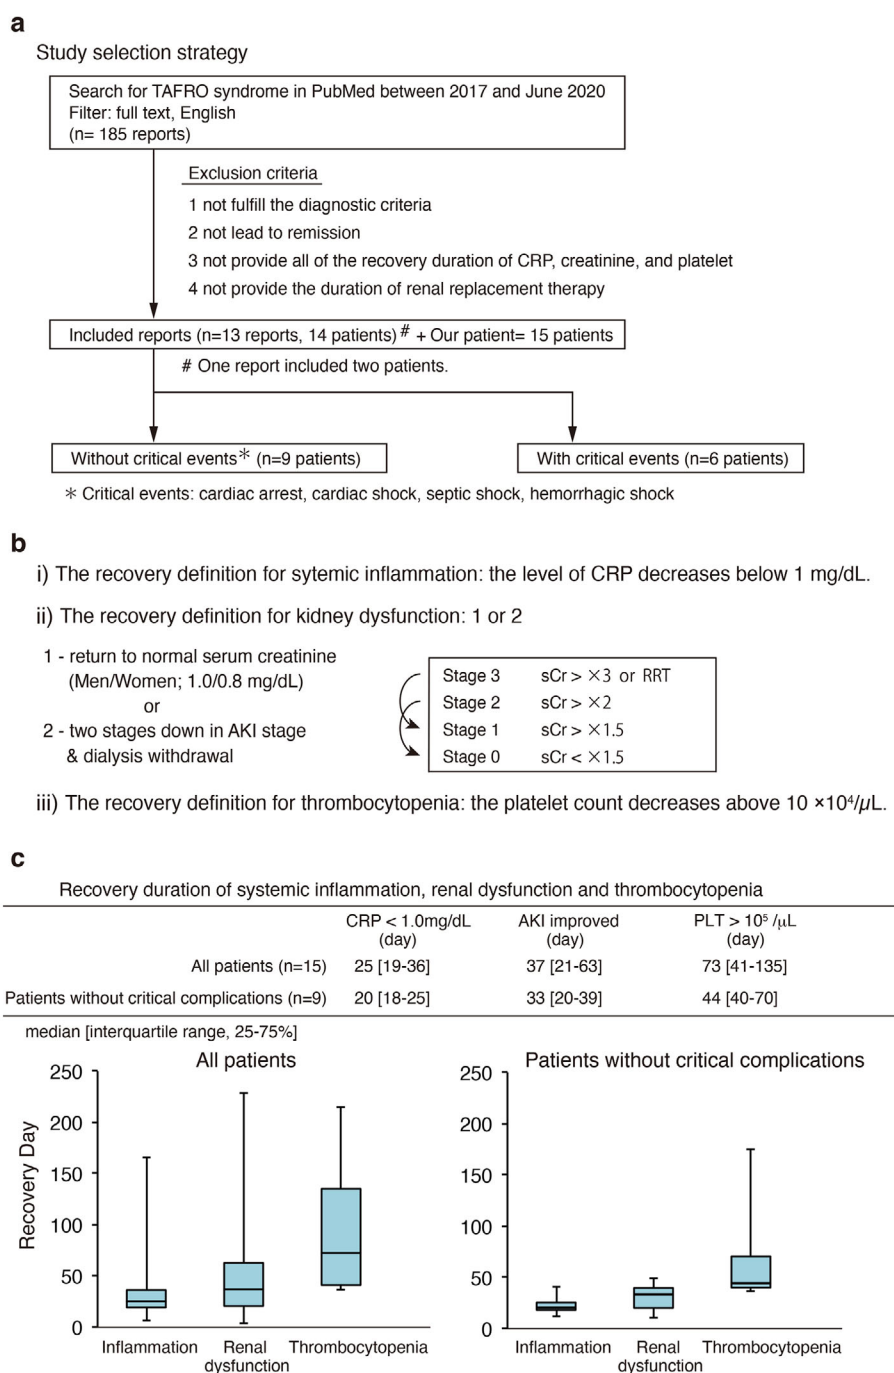 a
Study selection strategy
Search for TAFRO syndrome in PubMed between 2017 and June 2020
Filter: full text, English
(n= 185 reports)
Exclusion criteria
1 not fulfill the diagnostic criteria
2 not lead to remission
3 not provide all of the recovery duration of CRP, creatinine, and platelet
4 not provide the duration of renal replacement therapy
Included reports (n=13 reports, 14 patients)# + Our patient= 15 patients
# One report included two patients.
Without critical events* (n=9 patients)
With critical events (n=6 patients)
* Critical events: cardiac arrest, cardiac shock, septic shock, hemorrhagic shock
b
i) The recovery definition for sytemic inflammation: the level of CRP decreases below 1 mg/dL.
ii) The recovery definition for kidney dysfunction: 1 or 2
1 - return to normal serum creatinine
(Men/Women; 1.0/0.8 mg/dL)
or
2 - two stages down in AKI stage
& dialysis withdrawal
Stage 3 sCr > ×3 or RRT
Stage 2 sCr > ×2
Stage 1 sCr > ×1.5
Stage 0 sCr < ×1.5
iii) The recovery definition for thrombocytopenia: the platelet count decreases above 10 ×10⁴/µL.
c
Recovery duration of systemic inflammation, renal dysfunction and thrombocytopenia
CRP < 1.0mg/dL AKI improved PLT > 10⁵ /µL
(day) (day) (day)
All patients (n=15) 25 [19-36] 37 [21-63] 73 [41-135]
Patients without critical complications (n=9) 20 [18-25] 33 [20-39] 44 [40-70]
median [interquartile range, 25-75%]
All patients
Recovery Day
250
200
150
100
50
0
Inflammation Renal dysfunction Thrombocytopenia
Patients without critical complications
250
200
150
100
50
0
Inflammation Renal dysfunction Thrombocytopenia